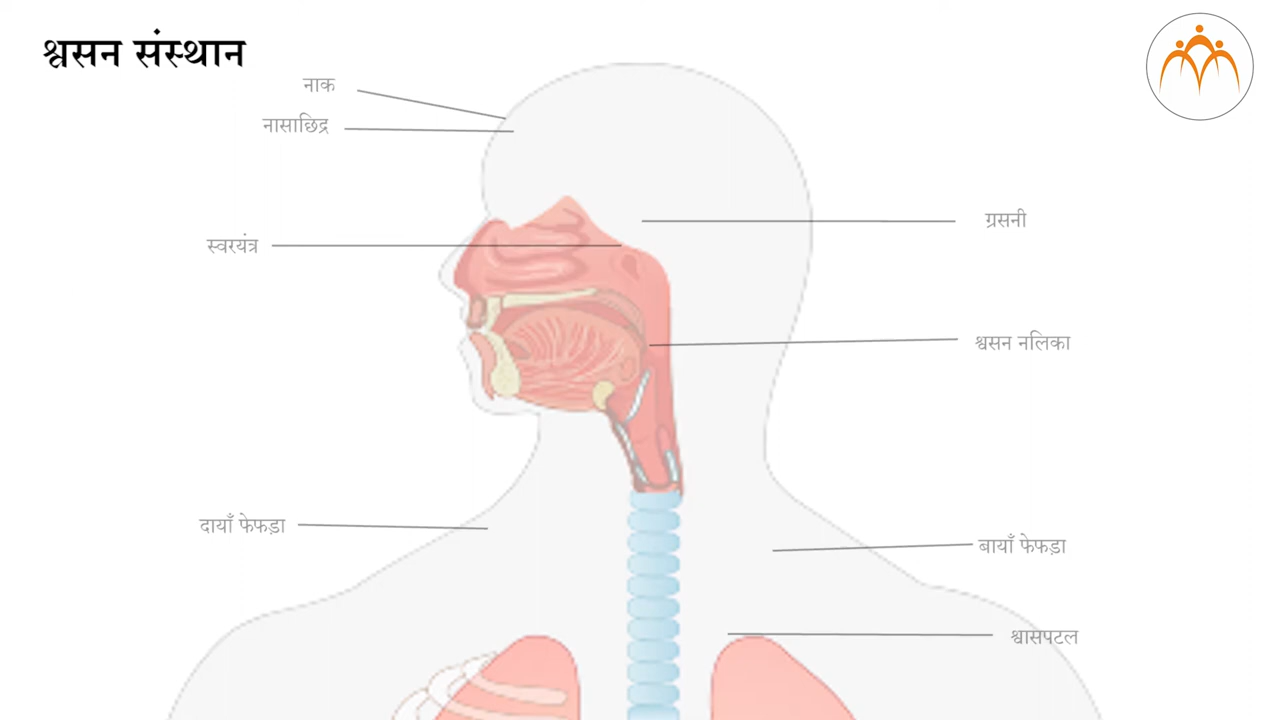 श्वसन संस्थान
नाक
नासाछिद्र
ग्रसनी
स्वरयंत्र
श्वसन नलिका
दायाँ फेफड़ा
बायाँ फेफड़ा
श्वासपटल